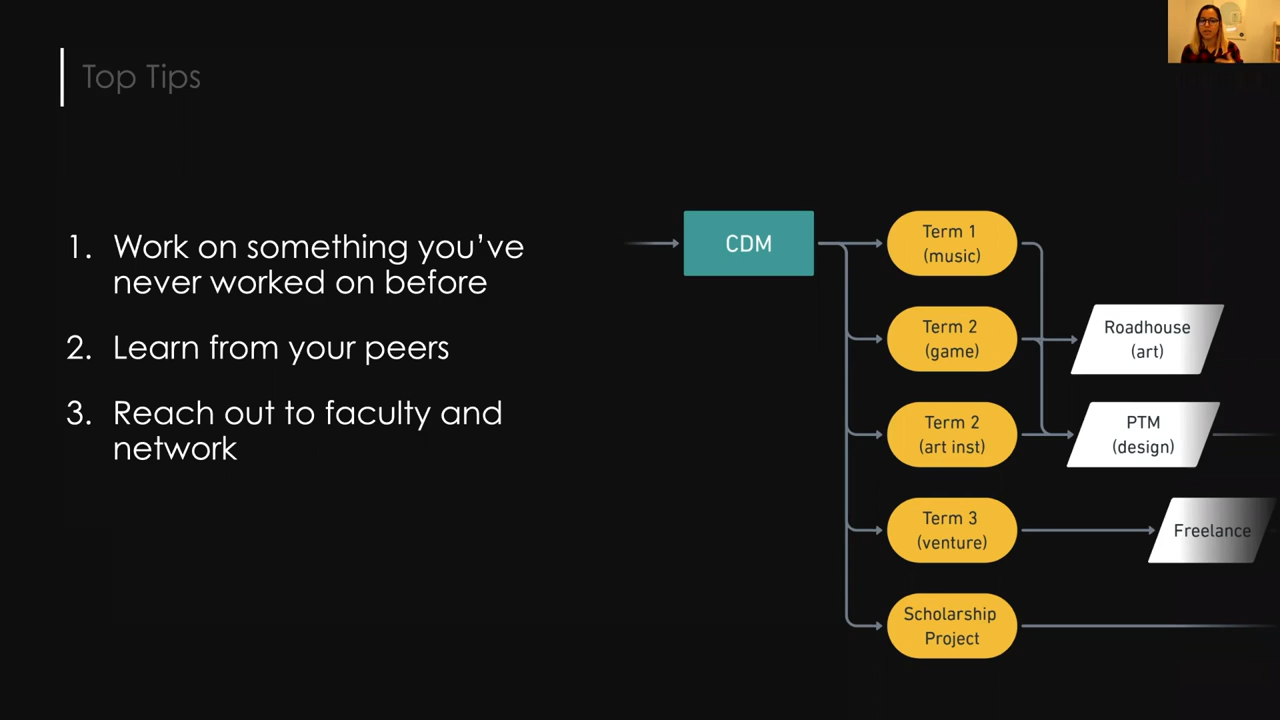 Top Tips
1. Work on something you’ve
never worked on before
2. Learn from your peers
3. Reach out to faculty and
network
CDM
Term 1
(music)
Term 2
(game)
Term 2
(art inst)
Term 3
(venture)
Scholarship
Project
Roadhouse
(art)
PTM
(design)
Freelance